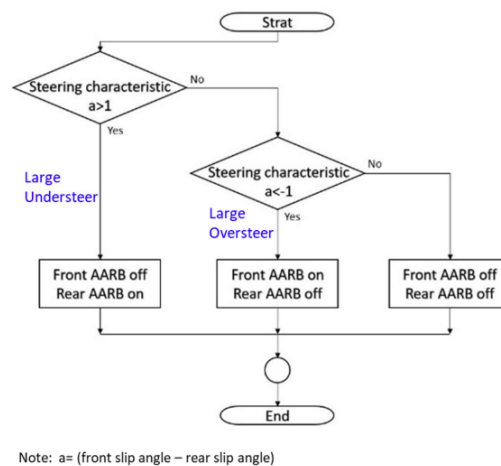 Strat
Steering characteristic
a>1
No
Yes
Large
Understeer
Steering characteristic
a<-1
No
Yes
Large
Oversteer
Front AARB off
Rear AARB on
Front AARB on
Rear AARB off
Front AARB off
Rear AARB off
End
Note: a= (front slip angle – rear slip angle)